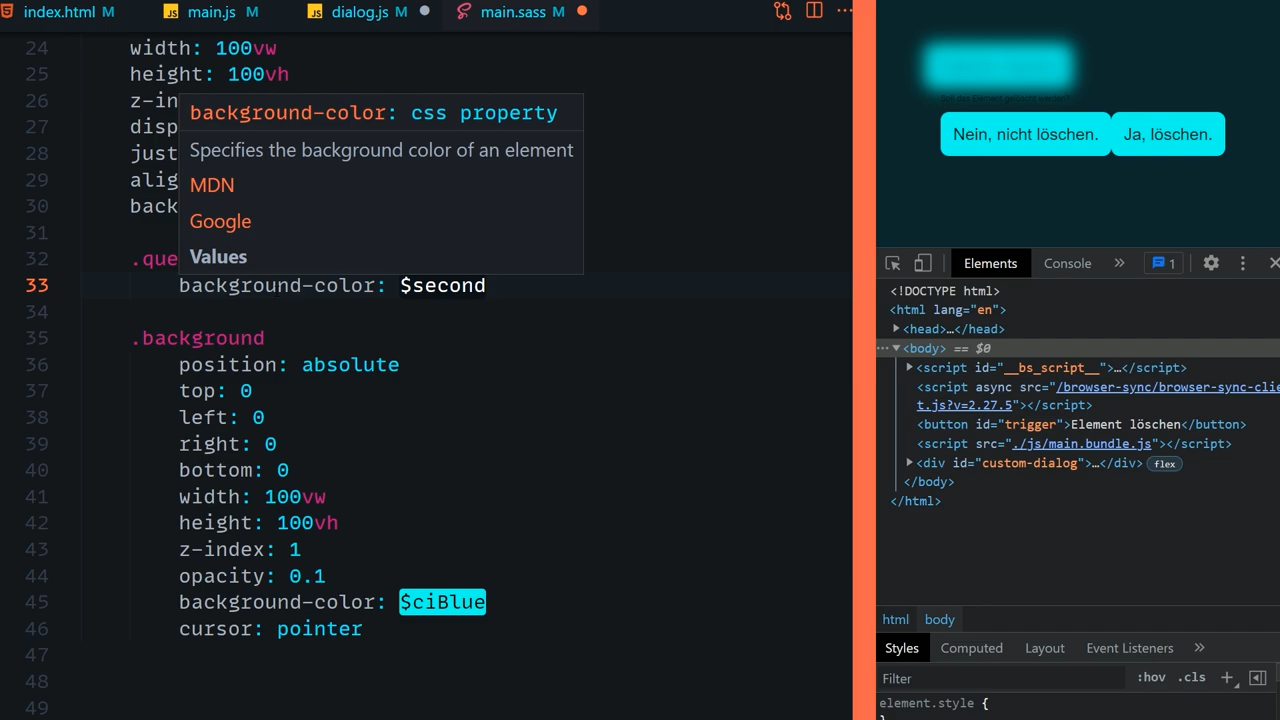 index.html M
main.js M
dialog.js M
main.sass M
24 width: 100vw
25 height: 100vh
26 z-in
27 disp
28 just
29 alig
30 back
31
32 .que
background-color: css property
Specifies the background color of an element
MDN
Google
Values
33 background-color: $second
34
35 .background
36 position: absolute
37 top: 0
38 left: 0
39 right: 0
40 bottom: 0
41 width: 100vw
42 height: 100vh
43 z-index: 1
44 opacity: 0.1
45 background-color: $ciBlue
46 cursor: pointer
47
48
49
Nein, nicht löschen. Ja, löschen.
Elements Console » 1
<!DOCTYPE html>
<html lang="en">
<head>…</head>
<body> == $0
<script id="__bs_script__">…</script>
<script async src="/browser-sync/browser-sync-clie
t.js?v=2.27.5"></script>
<button id="trigger">Element löschen</button>
<script src="./js/main.bundle.js"></script>
<div id="custom-dialog">…</div> flex
</body>
</html>
html body
Styles Computed Layout Event Listeners »
Filter :hov .cls +
element.style {